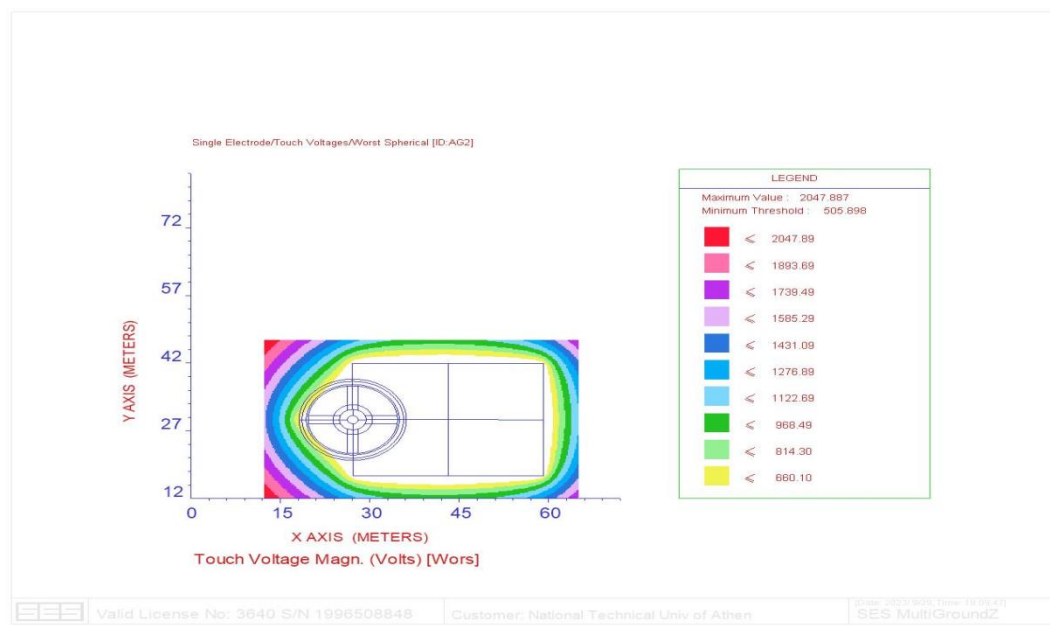 Single Electrode/Touch Voltages/Worst Spherical [ID:AG2]
LEGEND
Maximum Value : 2047.887
Minimum Threshold : 505.898
⩽ 2047.89
⩽ 1893.69
⩽ 1739.49
⩽ 1585.29
⩽ 1431.09
⩽ 1276.89
⩽ 1122.69
⩽ 968.49
⩽ 814.30
⩽ 660.10
72
57
42
27
12
Y AXIS (METERS)
0 15 30 45 60
X AXIS (METERS)
Touch Voltage Magn. (Volts) [Wors]
Valid License No: 3640 S/N 1996508848
Customer: National Technical Univ of Athen
SES MultiGroundZ